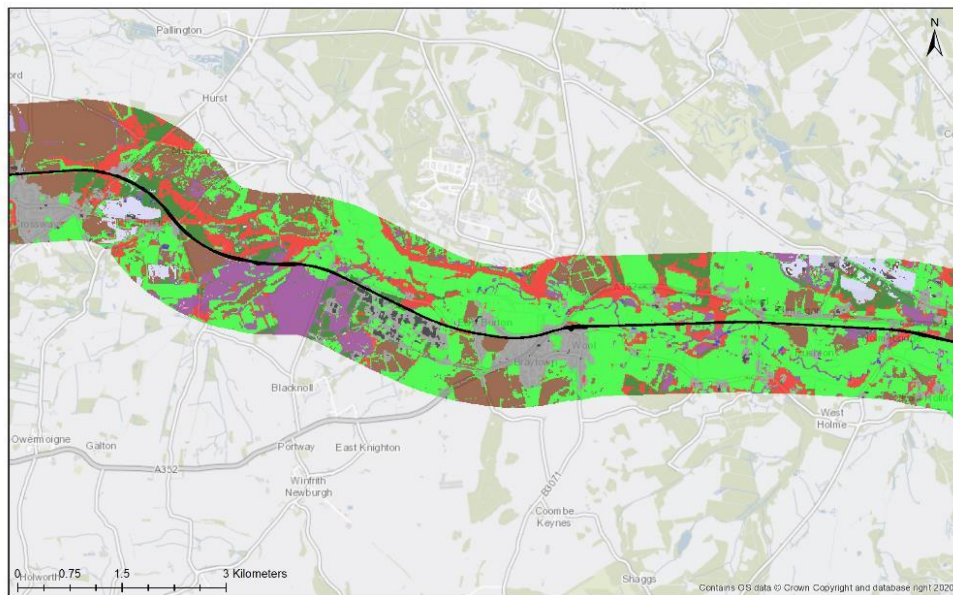 Pallington
N
Hurst
Wool
Blacknoll
West
Holme
Owermoigne
Galton
Portway
East Knighton
A352
Winfrith
Newburgh
B3071
Coombe
Keynes
0 0.75 1.5 3 Kilometers
Holworth
Shaggs
Contains OS data © Crown Copyright and database right 2020